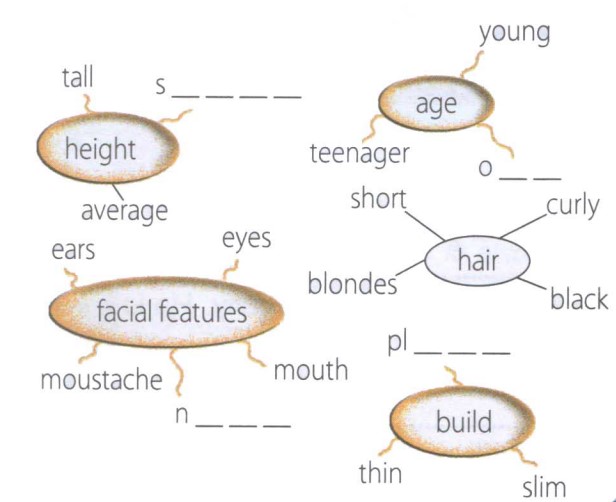 young
tall
s _ _ _ _
age
height
teenager
o _ _
average
short
curly
ears
eyes
hair
blondes
black
facial features
pl _ _ _
moustache
mouth
n _ _ _
build
thin
slim